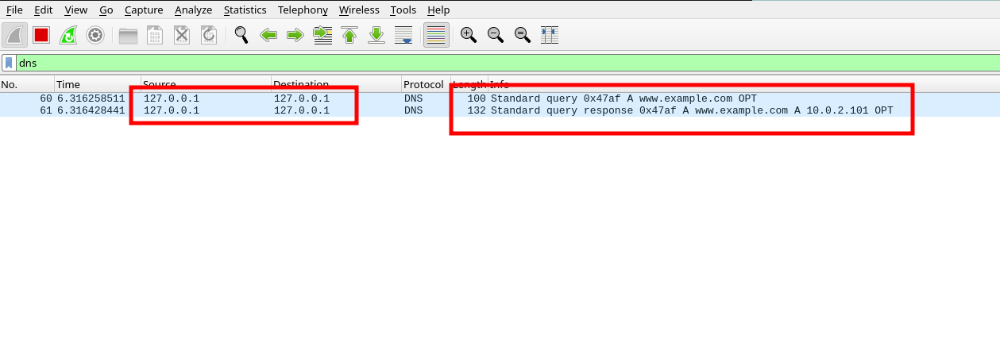 File Edit View Go Capture Analyze Statistics Telephony Wireless Tools Help
dns
No. Time Source Destination Protocol Length Info
60 6.316258511 127.0.0.1 127.0.0.1 DNS 100 Standard query 0x47af A www.example.com OPT
61 6.316428441 127.0.0.1 127.0.0.1 DNS 132 Standard query response 0x47af A www.example.com A 10.0.2.101 OPT